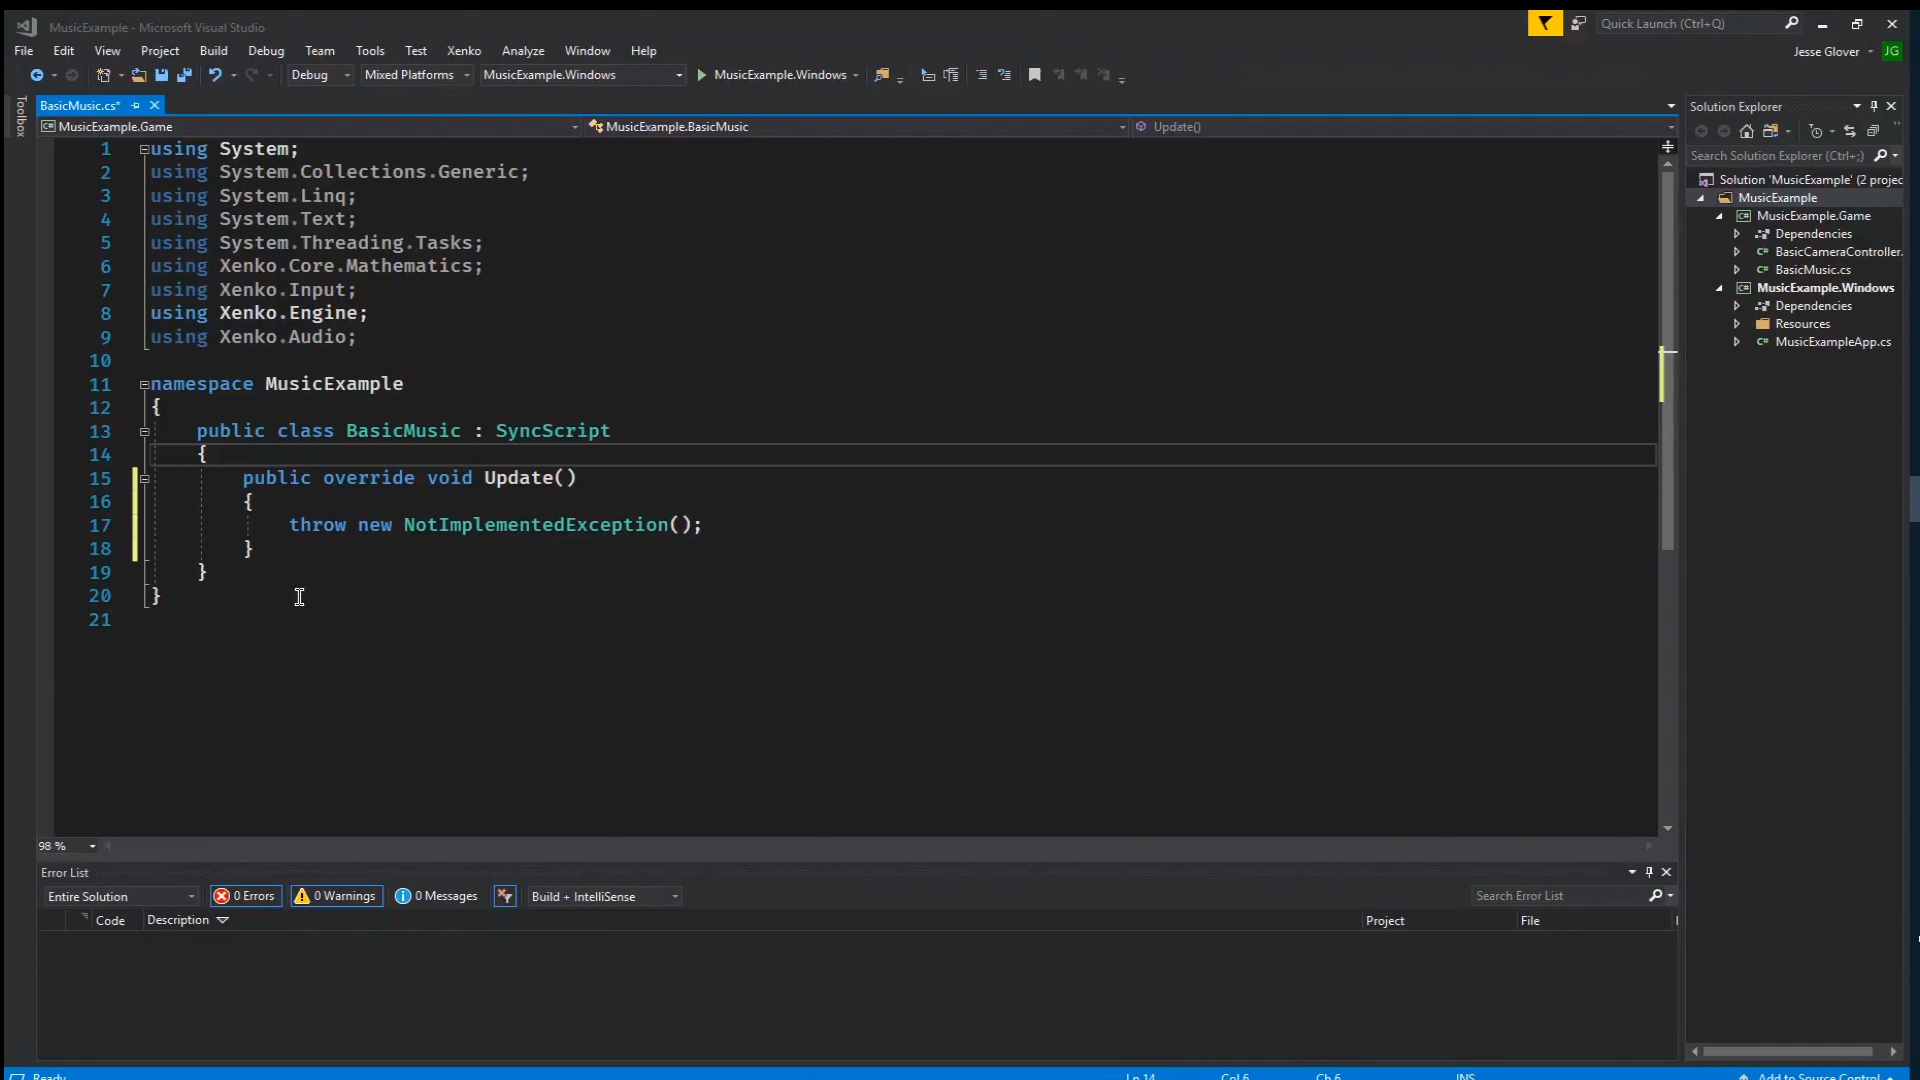 MusicExample - Microsoft Visual Studio
Quick Launch (Ctrl+Q)
File Edit View Project Build Debug Team Tools Test Xenko Analyze Window Help
Jesse Glover JG
Debug Mixed Platforms MusicExample.Windows MusicExample.Windows
Toolbox
BasicMusic.cs*
MusicExample.Game MusicExample.BasicMusic Update()
1 using System;
2 using System.Collections.Generic;
3 using System.Linq;
4 using System.Text;
5 using System.Threading.Tasks;
6 using Xenko.Core.Mathematics;
7 using Xenko.Input;
8 using Xenko.Engine;
9 using Xenko.Audio;
10
11 namespace MusicExample
12 {
13 public class BasicMusic : SyncScript
14 {
15 public override void Update()
16 {
17 throw new NotImplementedException();
18 }
19 }
20 }
21
98 %
Error List
Entire Solution 0 Errors 0 Warnings 0 Messages Build + IntelliSense Search Error List
Code Description Project File
Solution Explorer
Search Solution Explorer (Ctrl+;)
Solution 'MusicExample' (2 projec
MusicExample
MusicExample.Game
Dependencies
BasicCameraController.
BasicMusic.cs
MusicExample.Windows
Dependencies
Resources
MusicExampleApp.cs
Ready Ln 14 Col 6 Ch 6 INS Add to Source Control